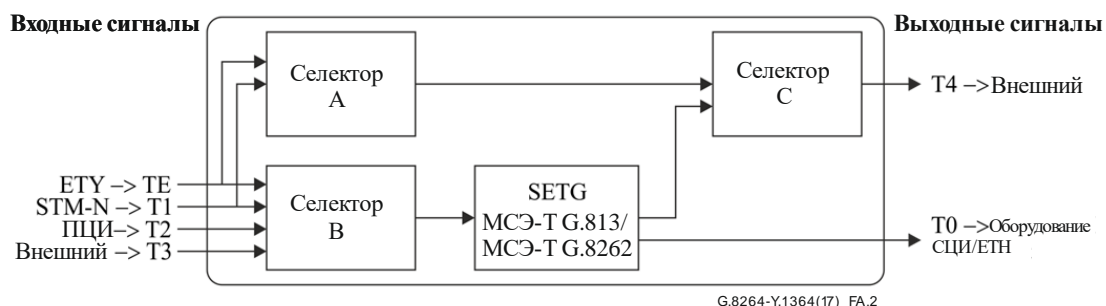 Входные сигналы
Выходные сигналы
Селектор
A
Селектор
C
T4 –>Внешний
ETY –> TE
STM-N –> T1
ПЦИ–> T2
Внешний –> T3
Селектор
B
SETG
МСЭ-T G.813/
МСЭ-T G.8262
T0 –>Оборудование
СЦИ/ETH
G.8264-Y.1364(17)_FA.2